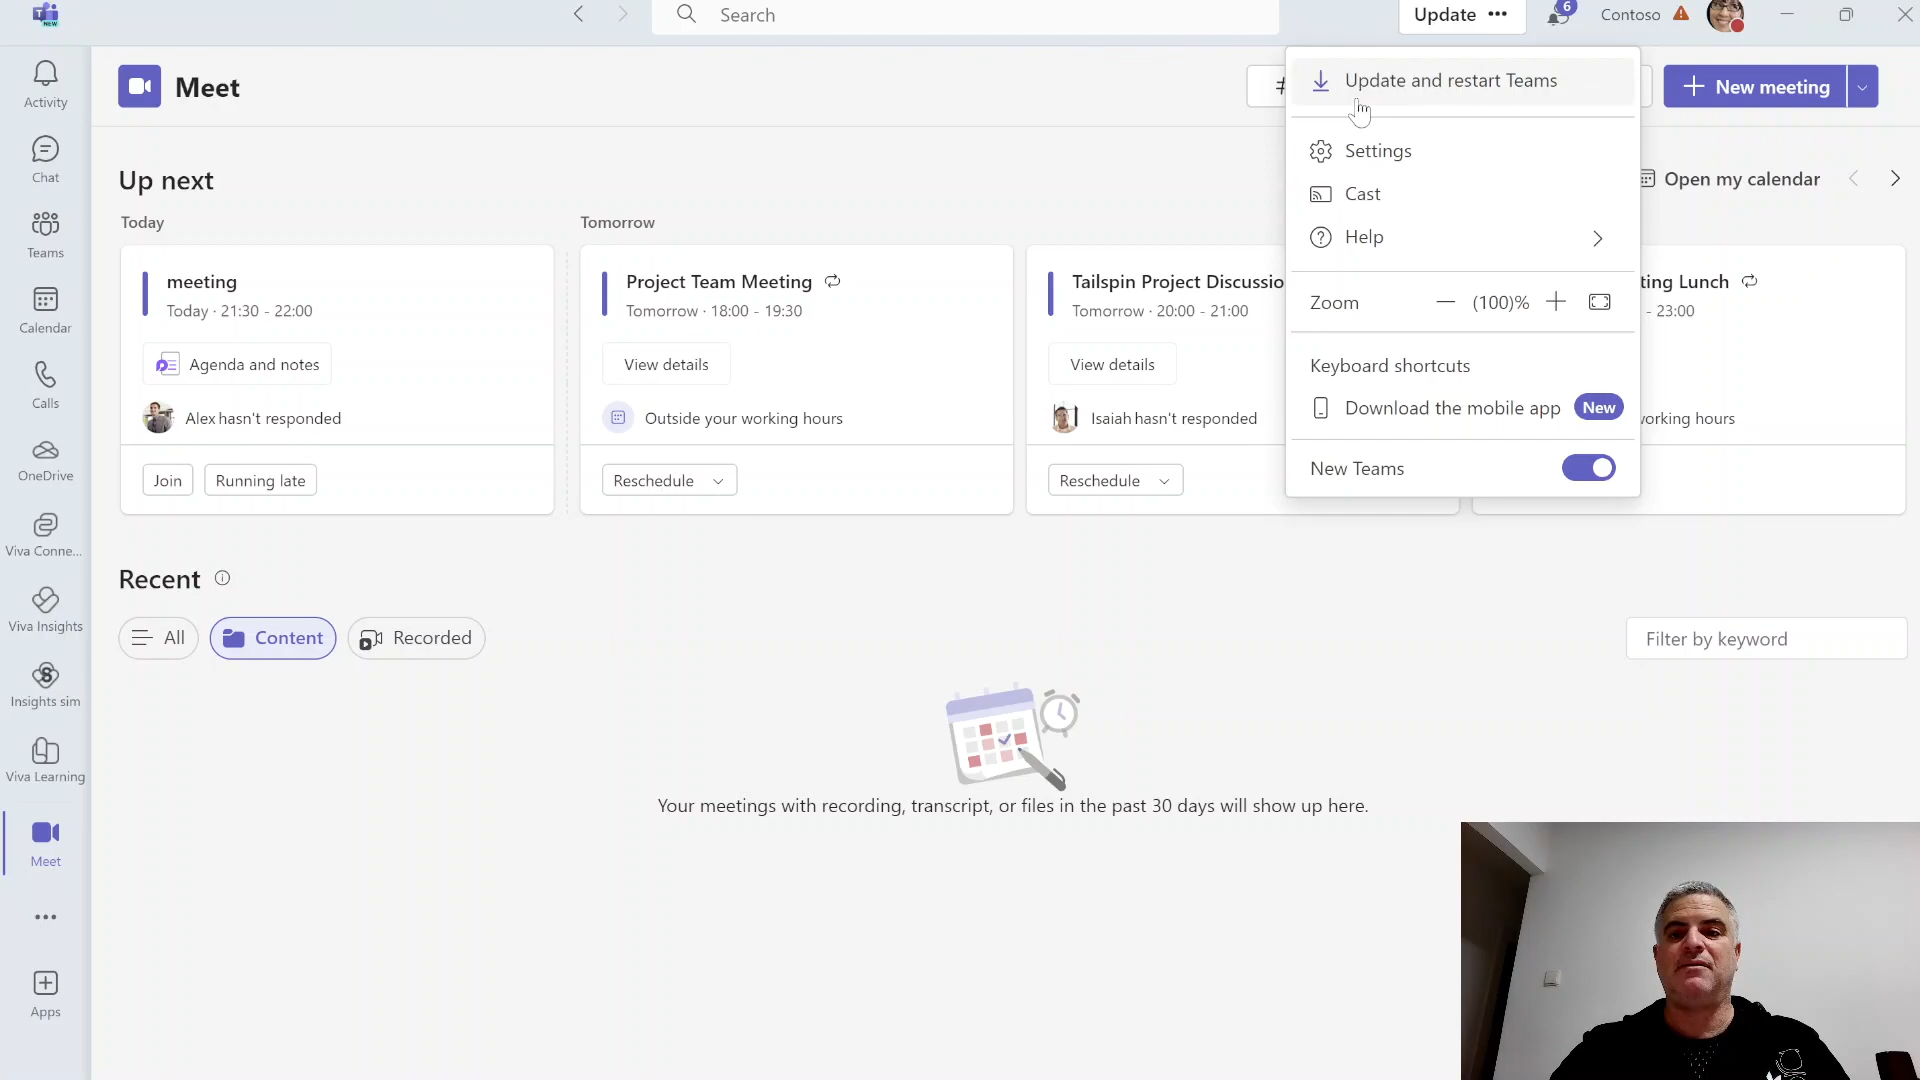 NEW
Search
Update
6
Contoso
Activity
Chat
Teams
Calendar
Calls
OneDrive
Viva Conne...
Viva Insights
Insights sim
Viva Learning
Meet
Apps
Meet
#
New meeting
Update and restart Teams
Settings
Cast
Help
Zoom
(100)%
Keyboard shortcuts
Download the mobile app New
New Teams
Up next
Open my calendar
Today
Tomorrow
meeting
Today · 21:30 - 22:00
Agenda and notes
Alex hasn't responded
Join
Running late
Project Team Meeting
Tomorrow · 18:00 - 19:30
View details
Outside your working hours
Reschedule
Tailspin Project Discussio
Tomorrow · 20:00 - 21:00
View details
Isaiah hasn't responded
Reschedule
ting Lunch
- 23:00
working hours
Recent
All
Content
Recorded
Filter by keyword
Your meetings with recording, transcript, or files in the past 30 days will show up here.